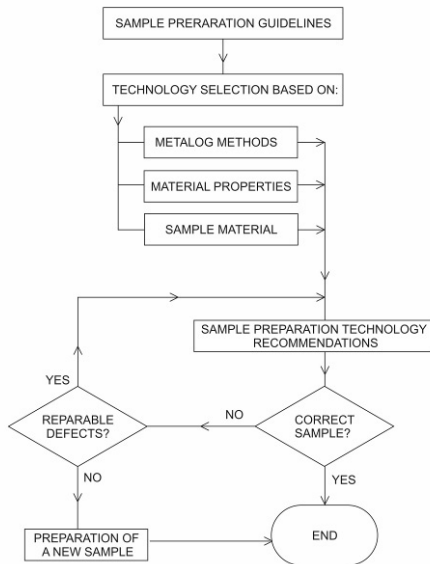 SAMPLE PRERARATION GUIDELINES
TECHNOLOGY SELECTION BASED ON:
METALOG METHODS
MATERIAL PROPERTIES
SAMPLE MATERIAL
SAMPLE PREPARATION TECHNOLOGY
RECOMMENDATIONS
YES
REPARABLE
DEFECTS?
NO
CORRECT
SAMPLE?
NO
YES
PREPARATION OF
A NEW SAMPLE
END